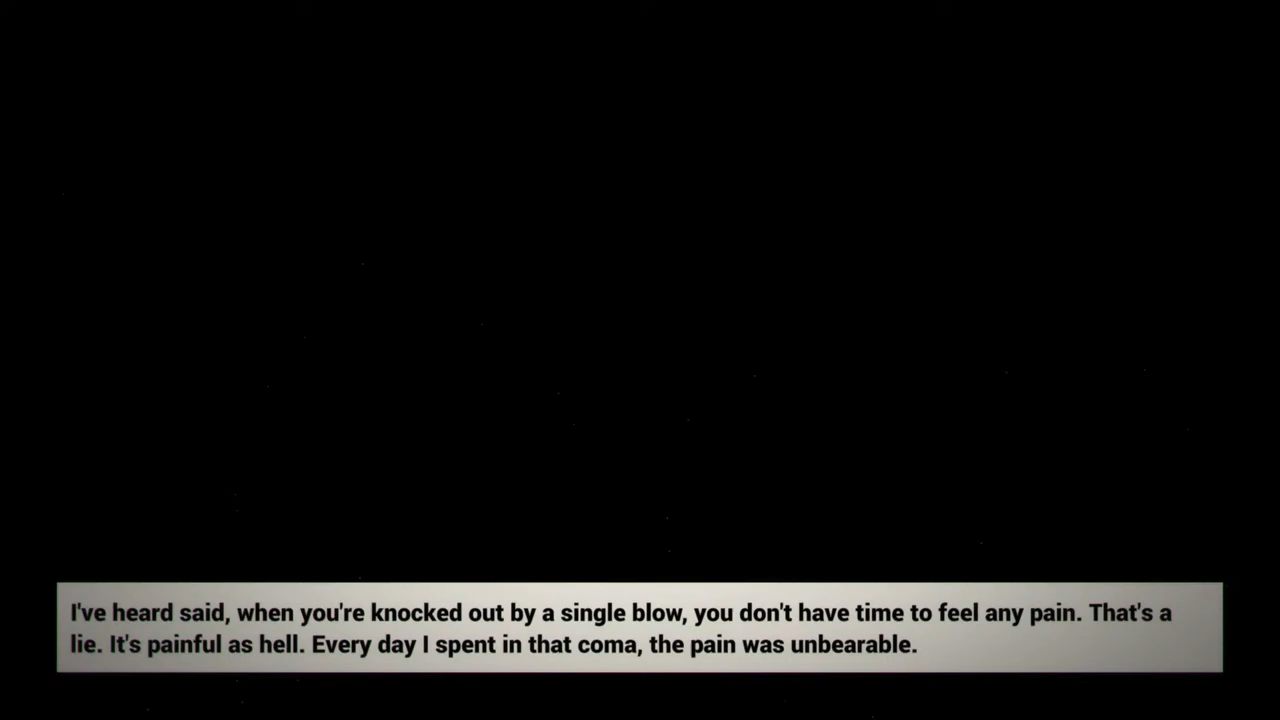 I've heard said, when you're knocked out by a single blow, you don't have time to feel any pain. That's a
lie. It's painful as hell. Every day I spent in that coma, the pain was unbearable.